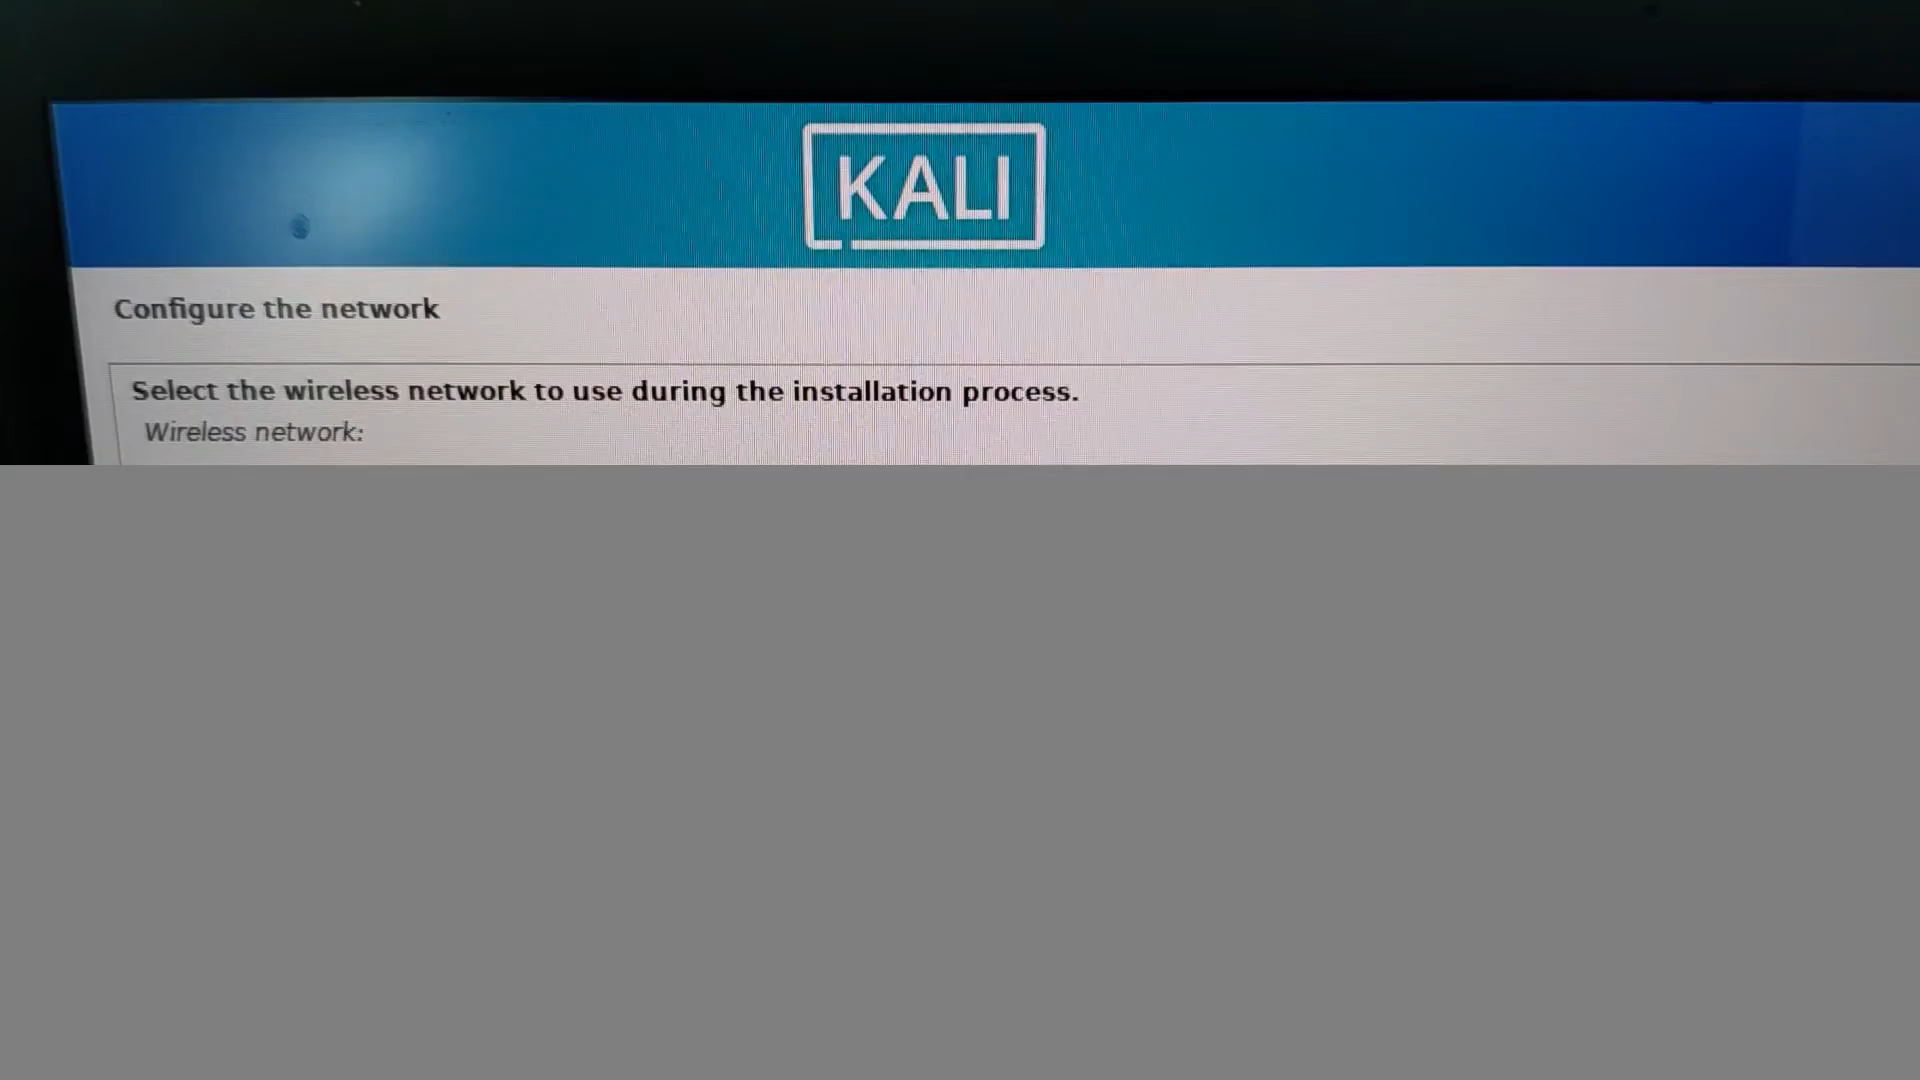 KALI
Configure the network
Select the wireless network to use during the installation process.
Wireless network: